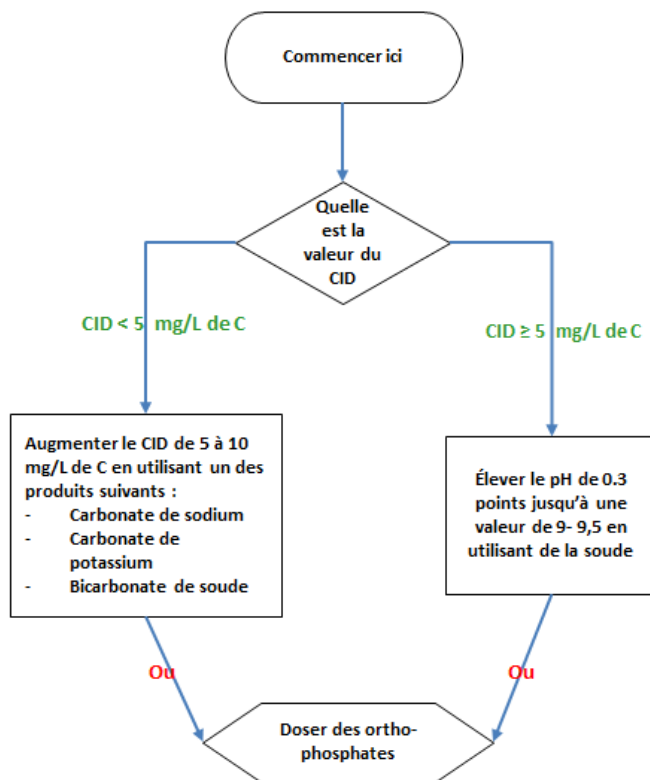 Commencer ici
Quelle
est la
valeur du
CID
CID < 5 mg/L de C
CID ≥ 5 mg/L de C
Augmenter le CID de 5 à 10
mg/L de C en utilisant un des
produits suivants :
- Carbonate de sodium
- Carbonate de
potassium
- Bicarbonate de soude
Élever le pH de 0.3
points jusqu'à une
valeur de 9- 9,5 en
utilisant de la soude
Ou
Ou
Doser des ortho-
phosphates